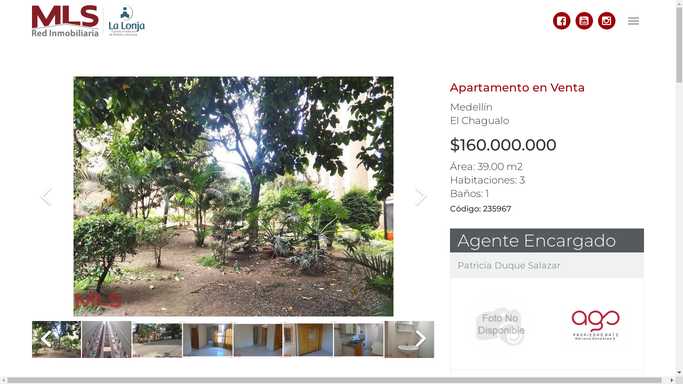 MLS
Red Inmobiliaria
La Lonja
Apartamento en Venta
Medellín
El Chagualo
$160.000.000
Área: 39.00 m2
Habitaciones: 3
Baños: 1
Código: 235967
MLS
Agente Encargado
Patricia Duque Salazar
Foto No
Disponible
ago